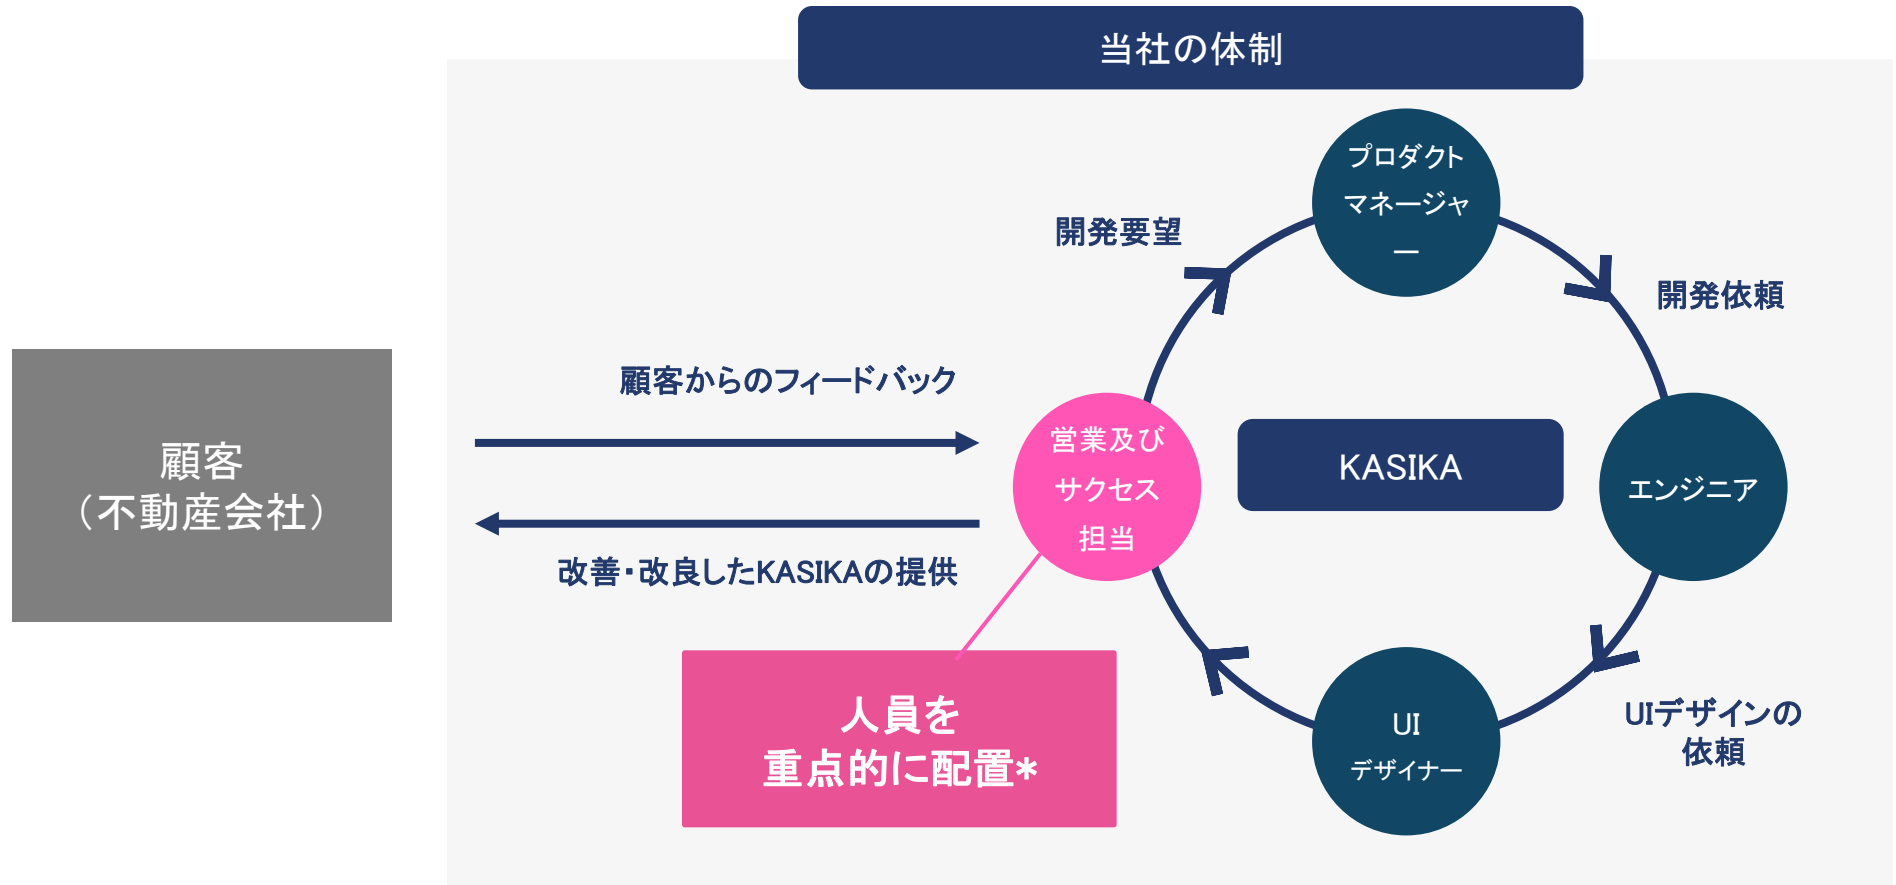 当社の体制
プロダクト
マネージャ
ー
開発要望
開発依頼
顧客からのフィードバック
顧客
（不動産会社）
営業及び
サクセス
担当
KASIKA
エンジニア
改善・改良したKASIKAの提供
人員を
重点的に配置*
UI
デザイナー
UIデザインの
依頼